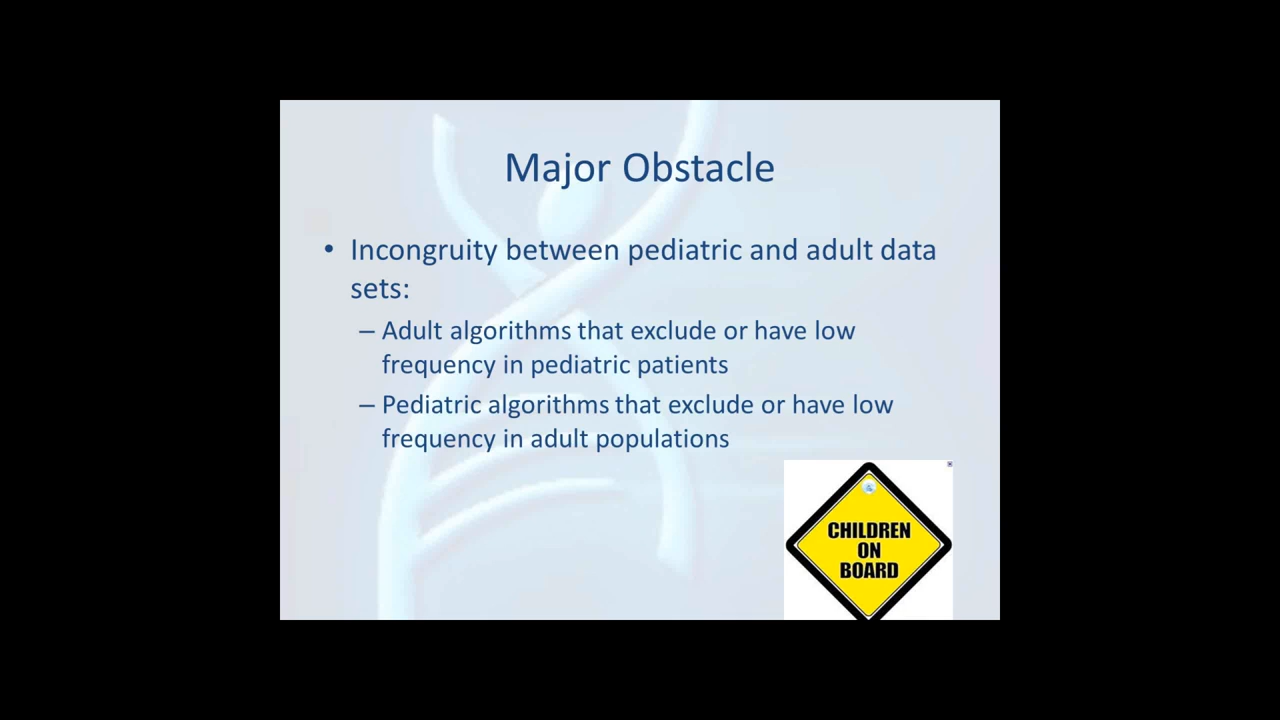 Major Obstacle
• Incongruity between pediatric and adult data
sets:
– Adult algorithms that exclude or have low
frequency in pediatric patients
– Pediatric algorithms that exclude or have low
frequency in adult populations
CHILDREN
ON
BOARD